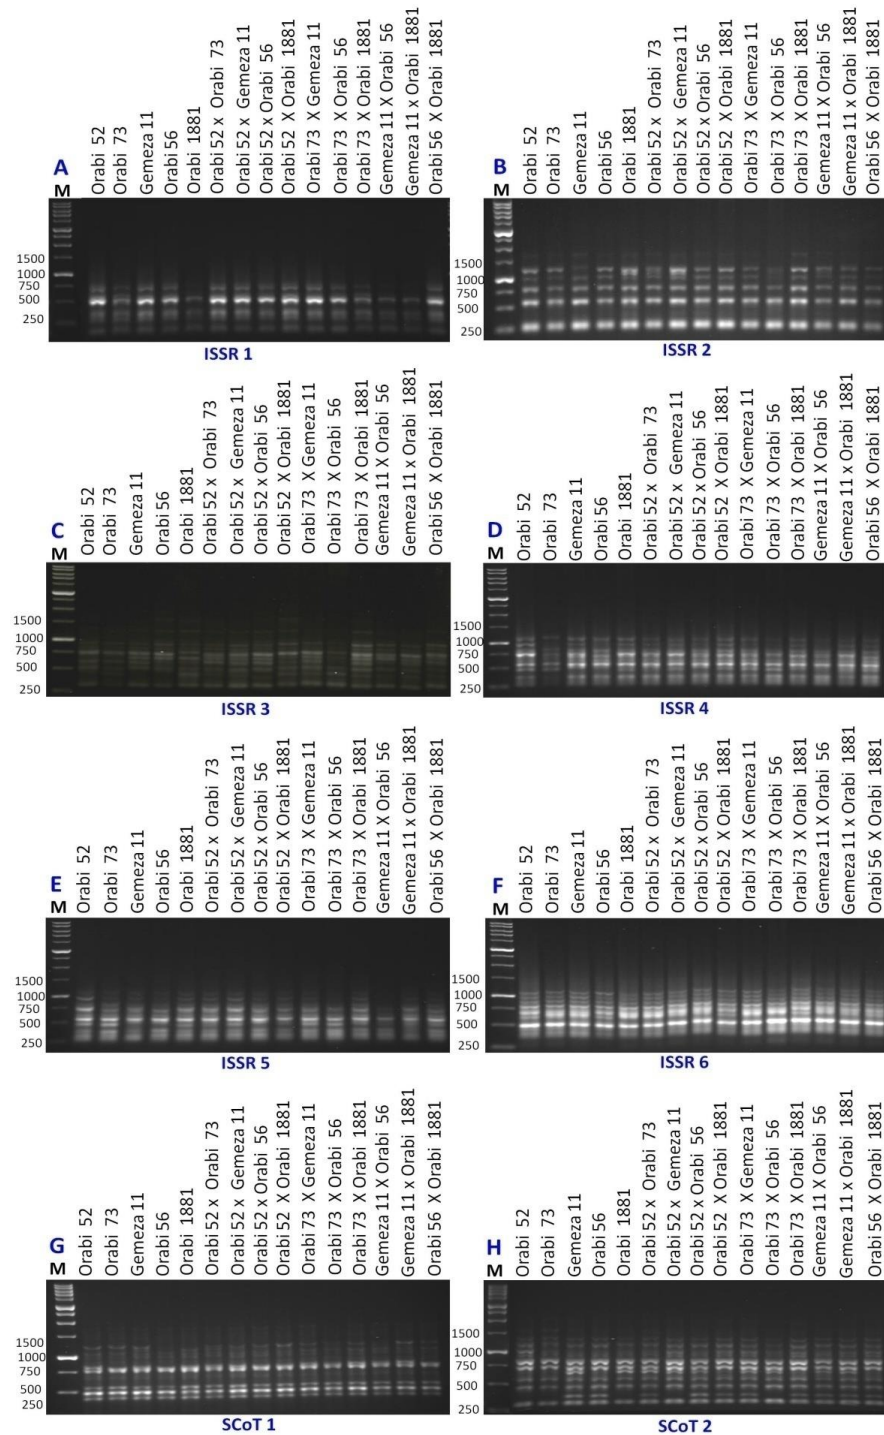 A
M
Orabi 52
Orabi 73
Gemeza 11
Orabi 56
Orabi 1881
Orabi 52 x Orabi 73
Orabi 52 x Gemeza 11
Orabi 52 x Orabi 56
Orabi 52 x Orabi 1881
Orabi 73 X Gemeza 11
Orabi 73 X Orabi 56
Orabi 73 X Orabi 1881
Gemeza 11 X Orabi 56
Gemeza 11 x Orabi 1881
Orabi 56 X Orabi 1881
1500
1000
750
500
250
ISSR 1
B
M
Orabi 52
Orabi 73
Gemeza 11
Orabi 56
Orabi 1881
Orabi 52 x Orabi 73
Orabi 52 x Gemeza 11
Orabi 52 x Orabi 56
Orabi 52 x Orabi 1881
Orabi 73 X Gemeza 11
Orabi 73 X Orabi 56
Orabi 73 X Orabi 1881
Gemeza 11 X Orabi 56
Gemeza 11 x Orabi 1881
Orabi 56 X Orabi 1881
1500
1000
750
500
250
ISSR 2
C
M
Orabi 52
Orabi 73
Gemeza 11
Orabi 56
Orabi 1881
Orabi 52 x Orabi 73
Orabi 52 x Gemeza 11
Orabi 52 x Orabi 56
Orabi 52 x Orabi 1881
Orabi 73 X Gemeza 11
Orabi 73 X Orabi 56
Orabi 73 X Orabi 1881
Gemeza 11 X Orabi 56
Gemeza 11 x Orabi 1881
Orabi 56 X Orabi 1881
1500
1000
750
500
250
ISSR 3
D
M
Orabi 52
Orabi 73
Gemeza 11
Orabi 56
Orabi 1881
Orabi 52 x Orabi 73
Orabi 52 x Gemeza 11
Orabi 52 x Orabi 56
Orabi 52 x Orabi 1881
Orabi 73 X Gemeza 11
Orabi 73 X Orabi 56
Orabi 73 X Orabi 1881
Gemeza 11 X Orabi 56
Gemeza 11 x Orabi 1881
Orabi 56 X Orabi 1881
1500
1000
750
500
250
ISSR 4
E
M
Orabi 52
Orabi 73
Gemeza 11
Orabi 56
Orabi 1881
Orabi 52 x Orabi 73
Orabi 52 x Gemeza 11
Orabi 52 x Orabi 56
Orabi 52 x Orabi 1881
Orabi 73 X Gemeza 11
Orabi 73 X Orabi 56
Orabi 73 X Orabi 1881
Gemeza 11 X Orabi 56
Gemeza 11 x Orabi 1881
Orabi 56 X Orabi 1881
1500
1000
750
500
250
ISSR 5
F
M
Orabi 52
Orabi 73
Gemeza 11
Orabi 56
Orabi 1881
Orabi 52 x Orabi 73
Orabi 52 x Gemeza 11
Orabi 52 x Orabi 56
Orabi 52 x Orabi 1881
Orabi 73 X Gemeza 11
Orabi 73 X Orabi 56
Orabi 73 X Orabi 1881
Gemeza 11 X Orabi 56
Gemeza 11 x Orabi 1881
Orabi 56 X Orabi 1881
1500
1000
750
500
250
ISSR 6
G
M
Orabi 52
Orabi 73
Gemeza 11
Orabi 56
Orabi 1881
Orabi 52 x Orabi 73
Orabi 52 x Gemeza 11
Orabi 52 x Orabi 56
Orabi 52 x Orabi 1881
Orabi 73 X Gemeza 11
Orabi 73 X Orabi 56
Orabi 73 X Orabi 1881
Gemeza 11 X Orabi 56
Gemeza 11 x Orabi 1881
Orabi 56 X Orabi 1881
1500
1000
750
500
250
SCoT 1
H
M
Orabi 52
Orabi 73
Gemeza 11
Orabi 56
Orabi 1881
Orabi 52 x Orabi 73
Orabi 52 x Gemeza 11
Orabi 52 x Orabi 56
Orabi 52 x Orabi 1881
Orabi 73 X Gemeza 11
Orabi 73 X Orabi 56
Orabi 73 X Orabi 1881
Gemeza 11 X Orabi 56
Gemeza 11 x Orabi 1881
Orabi 56 X Orabi 1881
1500
1000
750
500
250
SCoT 2